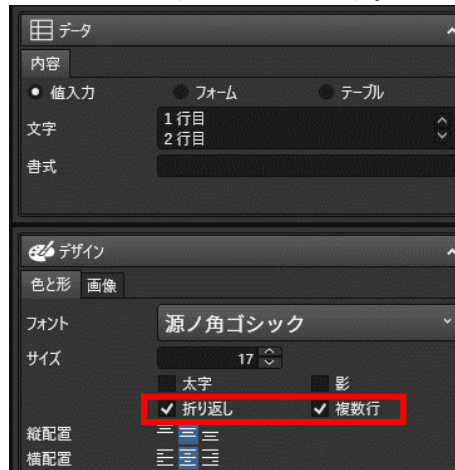 データ
内容
値入力 フォーム テーブル
文字 1行目
2行目
書式
デザイン
色と形 画像
フォント 源ノ角ゴシック
サイズ 17
太字 影
折り返し 複数行
縦配置
横配置